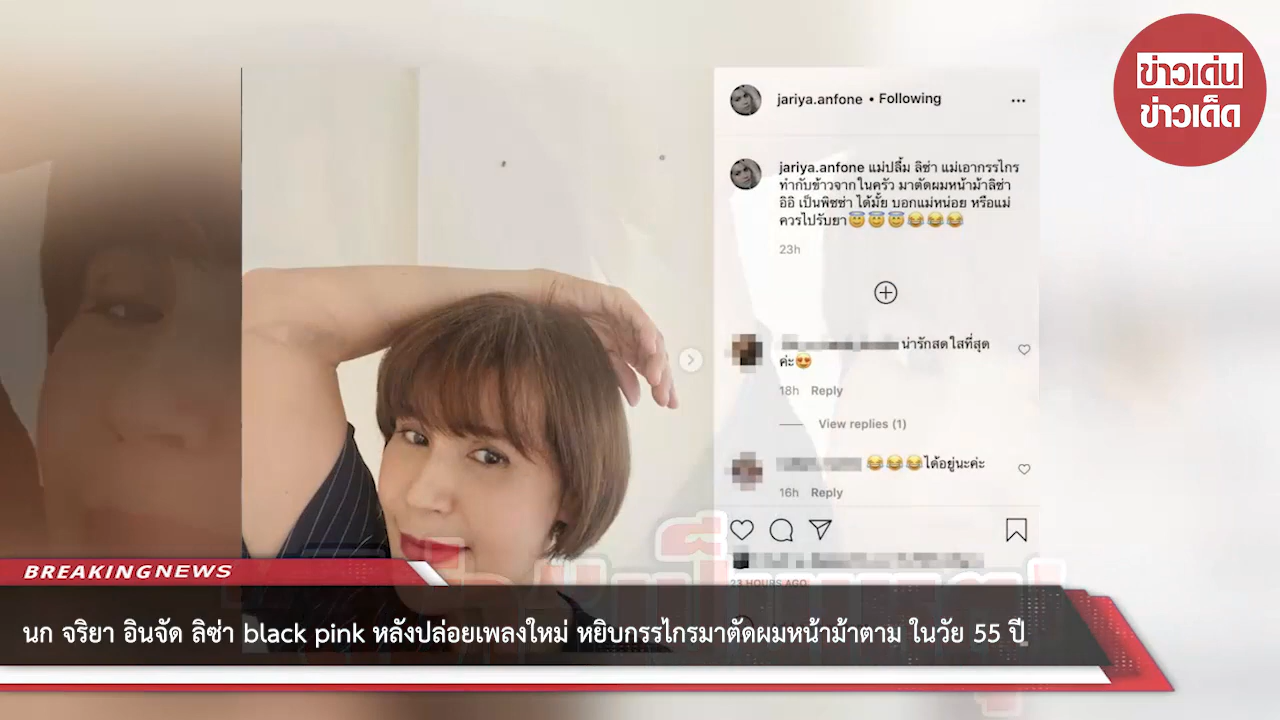 ข่าวเด่น
ข่าวเด็ด
jariya.anfone • Following
jariya.anfone แม่ปลื้ม ลิซ่า แม่เอากรรไกร
ทำกับข้าวจากในครัว มาตัดผมหน้าม้าลิซ่า
อิอิ เป็นพิซซ่า ได้มั้ย บอกแม่หน่อย หรือแม่
ควรไปรับยา😇😇😇😂😂😂
23h
น่ารักสดใสที่สุด
ค่ะ😍
18h Reply
View replies (1)
😂😂😂ได้อยู่นะค่ะ
16h Reply
23 HOURS AGO
BREAKINGNEWS
นก จริยา อินจัด ลิซ่า black pink หลังปล่อยเพลงใหม่ หยิบกรรไกรมาตัดผมหน้าม้าตาม ในวัย 55 ปี